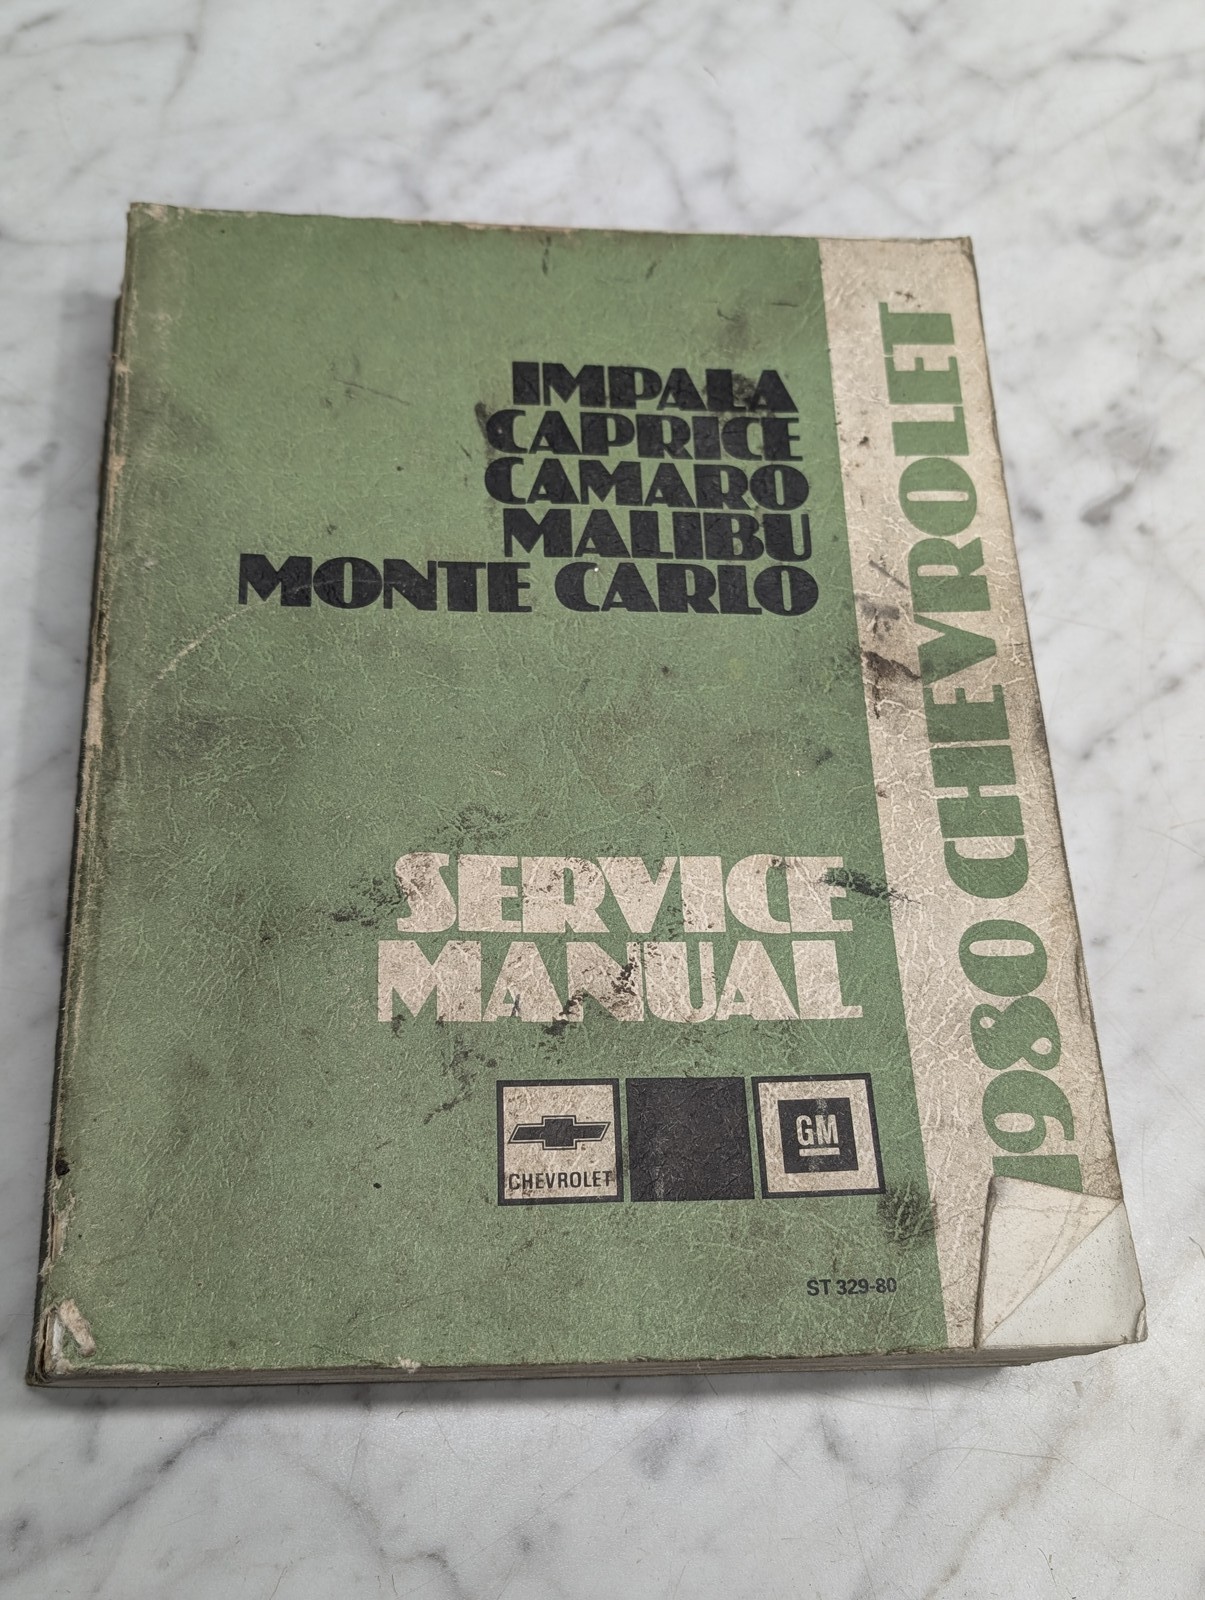 IMPALA
CAPRICE
CAMARO
MALIBU
MONTE CARLO
SERVICE
MANUAL
CHEVROLET
GM
ST 329-80
1980 CHEVROLET